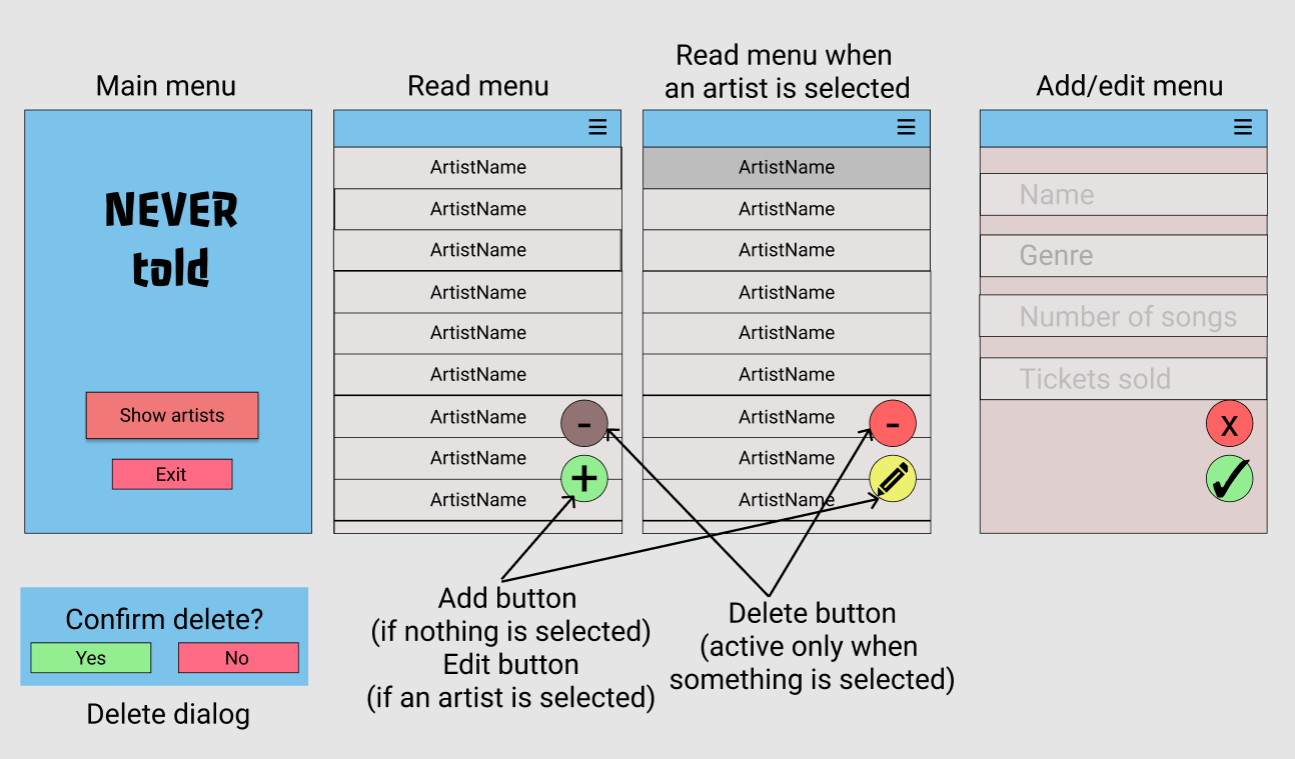 Main menu
NEVER
told
Show artists
Exit
Read menu
ArtistName
ArtistName
ArtistName
ArtistName
ArtistName
ArtistName
ArtistName
-
ArtistName
+
ArtistName
Read menu when
an artist is selected
ArtistName
ArtistName
ArtistName
ArtistName
ArtistName
ArtistName
ArtistName
-
ArtistName
ArtistName
Add/edit menu
Name
Genre
Number of songs
Tickets sold
x
✓
Confirm delete?
Yes No
Delete dialog
Add button
(if nothing is selected)
Edit button
(if an artist is selected)
Delete button
(active only when
something is selected)